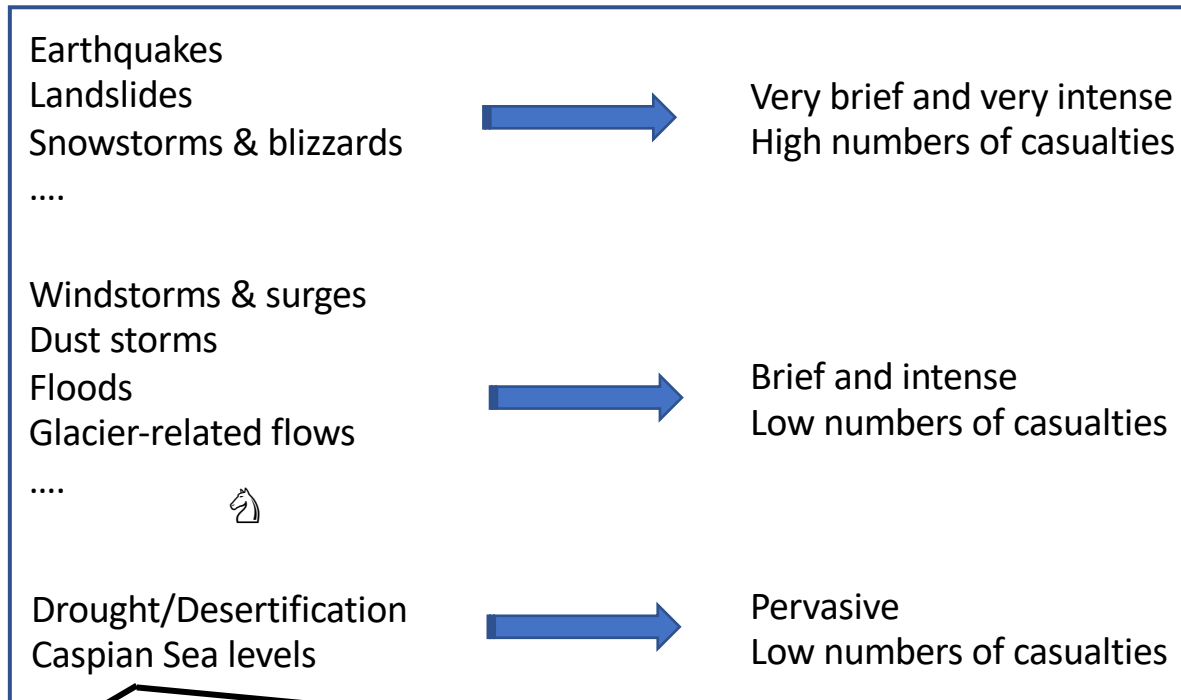 Earthquakes
Landslides
Snowstorms & blizzards
....
Very brief and very intense
High numbers of casualties
Windstorms & surges
Dust storms
Floods
Glacier-related flows
....
Brief and intense
Low numbers of casualties
Drought/Desertification
Caspian Sea levels
Pervasive
Low numbers of casualties